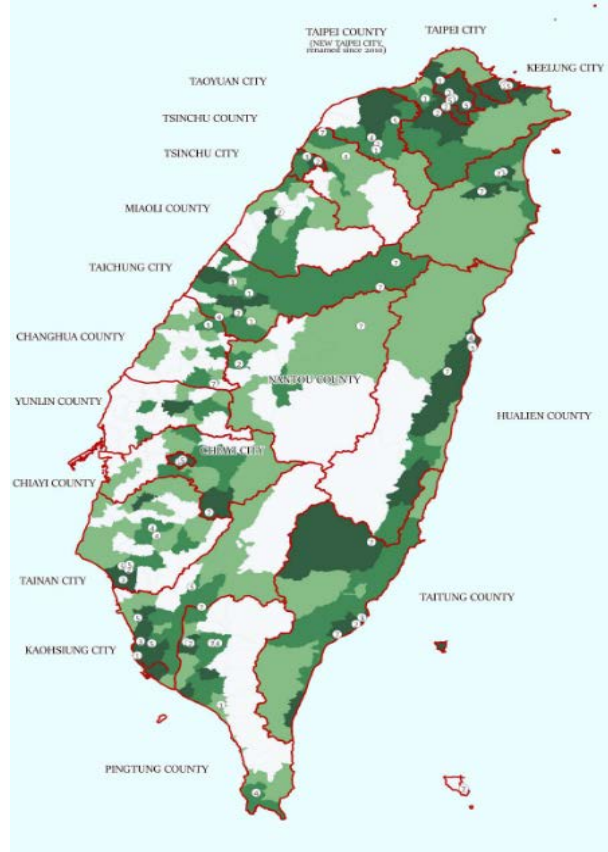 TAIPEI COUNTY
(NEW TAIPEI CITY,
renamed since 2010)
TAIPEI CITY
KEELUNG CITY
TAOYUAN CITY
TSINCHU COUNTY
TSINCHU CITY
MIAOLI COUNTY
TAICHUNG CITY
CHANGHUA COUNTY
NANTOU COUNTY
YUNLIN COUNTY
HUALIEN COUNTY
CHIAYI CITY
CHIAYI COUNTY
TAINAN CITY
TAITUNG COUNTY
KAOHSIUNG CITY
PINGTUNG COUNTY